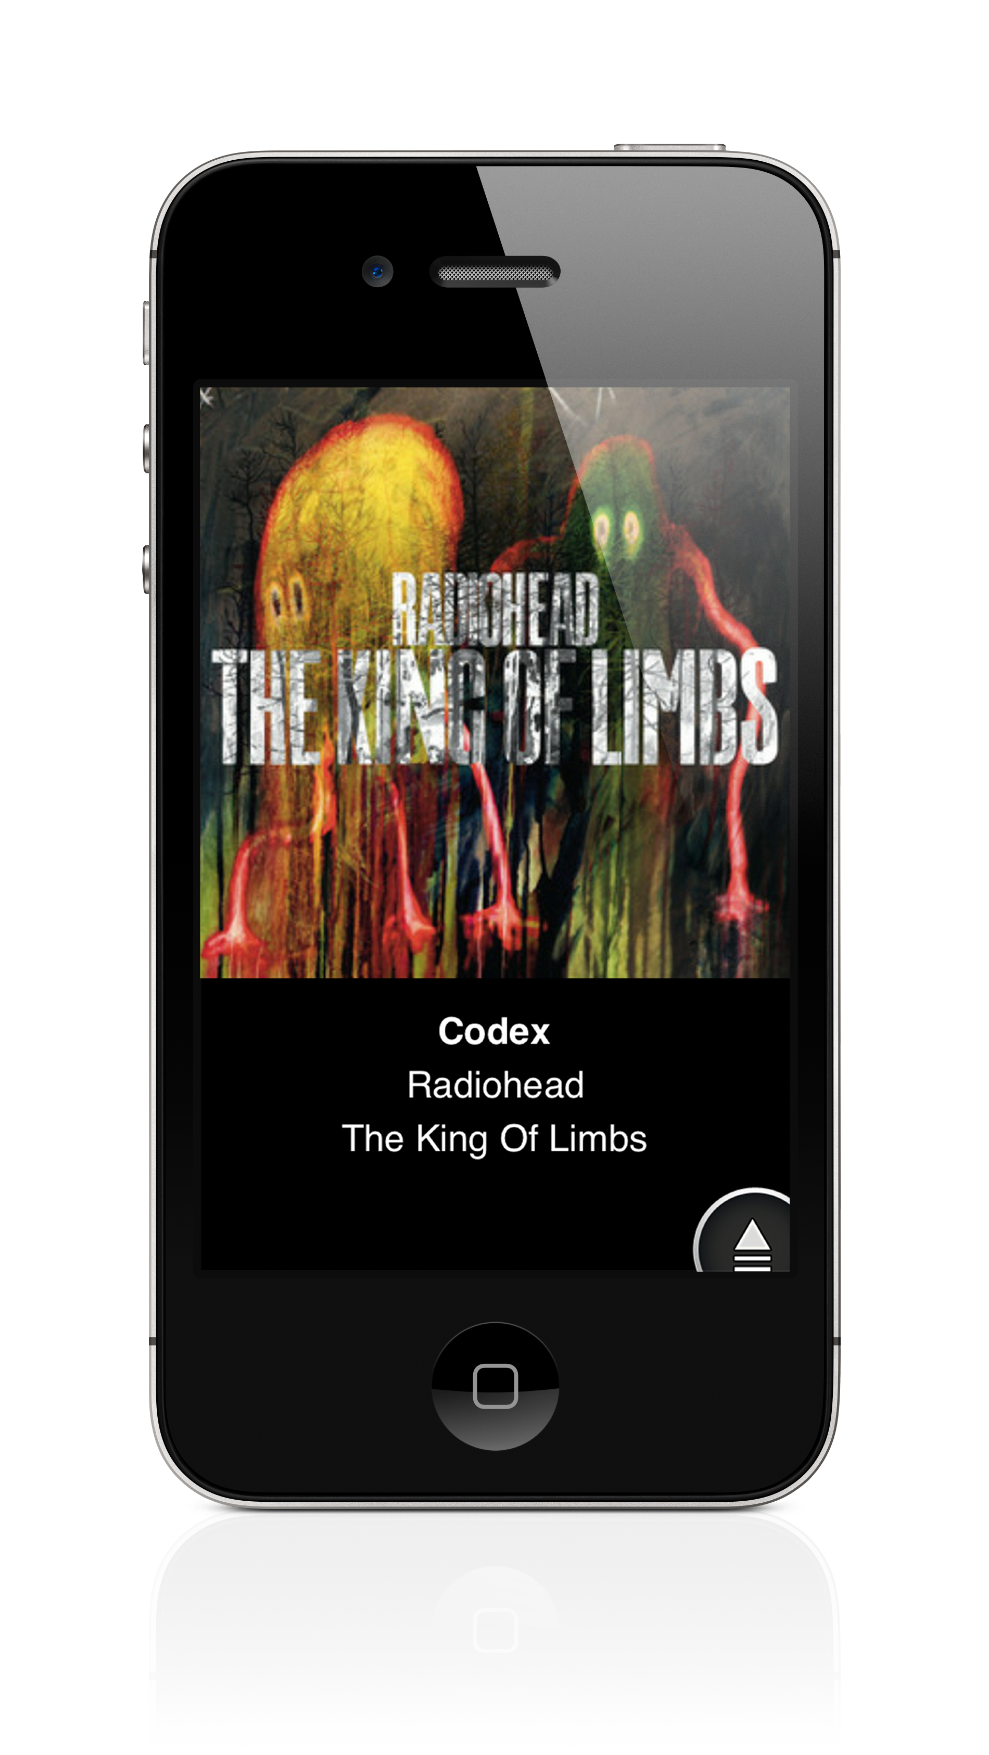 RADIOHEAD
THE KING OF LIMBS
Codex
Radiohead
The King Of Limbs